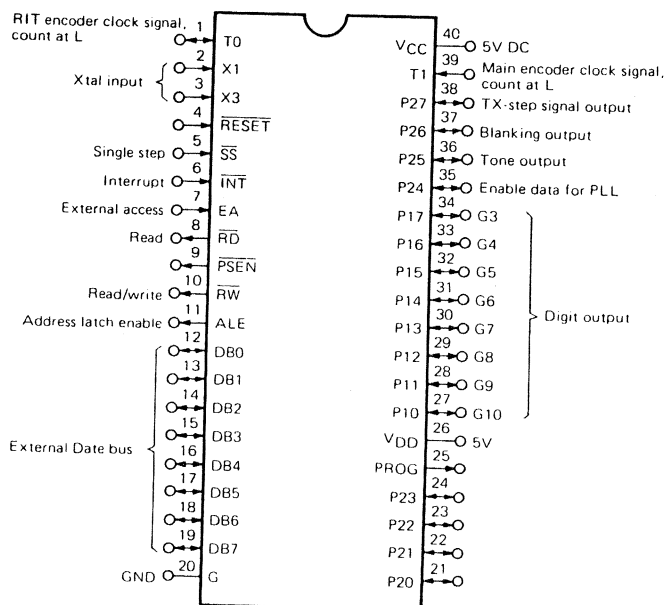 RIT encoder clock signal,
count at L
1 T0
Xtal input
2 X1
3 X3
4 RESET
Single step 5 SS
Interrupt 6 INT
External access 7 EA
Read 8 RD
9 PSEN
Read/write 10 RW
Address latch enable 11 ALE
12 DB0
13 DB1
14 DB2
15 DB3
External Date bus
16 DB4
17 DB5
18 DB6
19 DB7
GND 20 G
VCC 40 5V DC
T1 39 Main encoder clock signal,
count at L
P27 38 TX-step signal output
P26 37 Blanking output
P25 36 Tone output
P24 35 Enable data for PLL
P17 34 G3
P16 33 G4
P15 32 G5
P14 31 G6
Digit output
P13 30 G7
P12 29 G8
P11 28 G9
P10 27 G10
VDD 26 5V
PROG 25
P23 24
P22 23
P21 22
P20 21